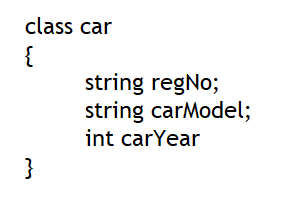 class car
{
string regNo;
string carModel;
int carYear
}